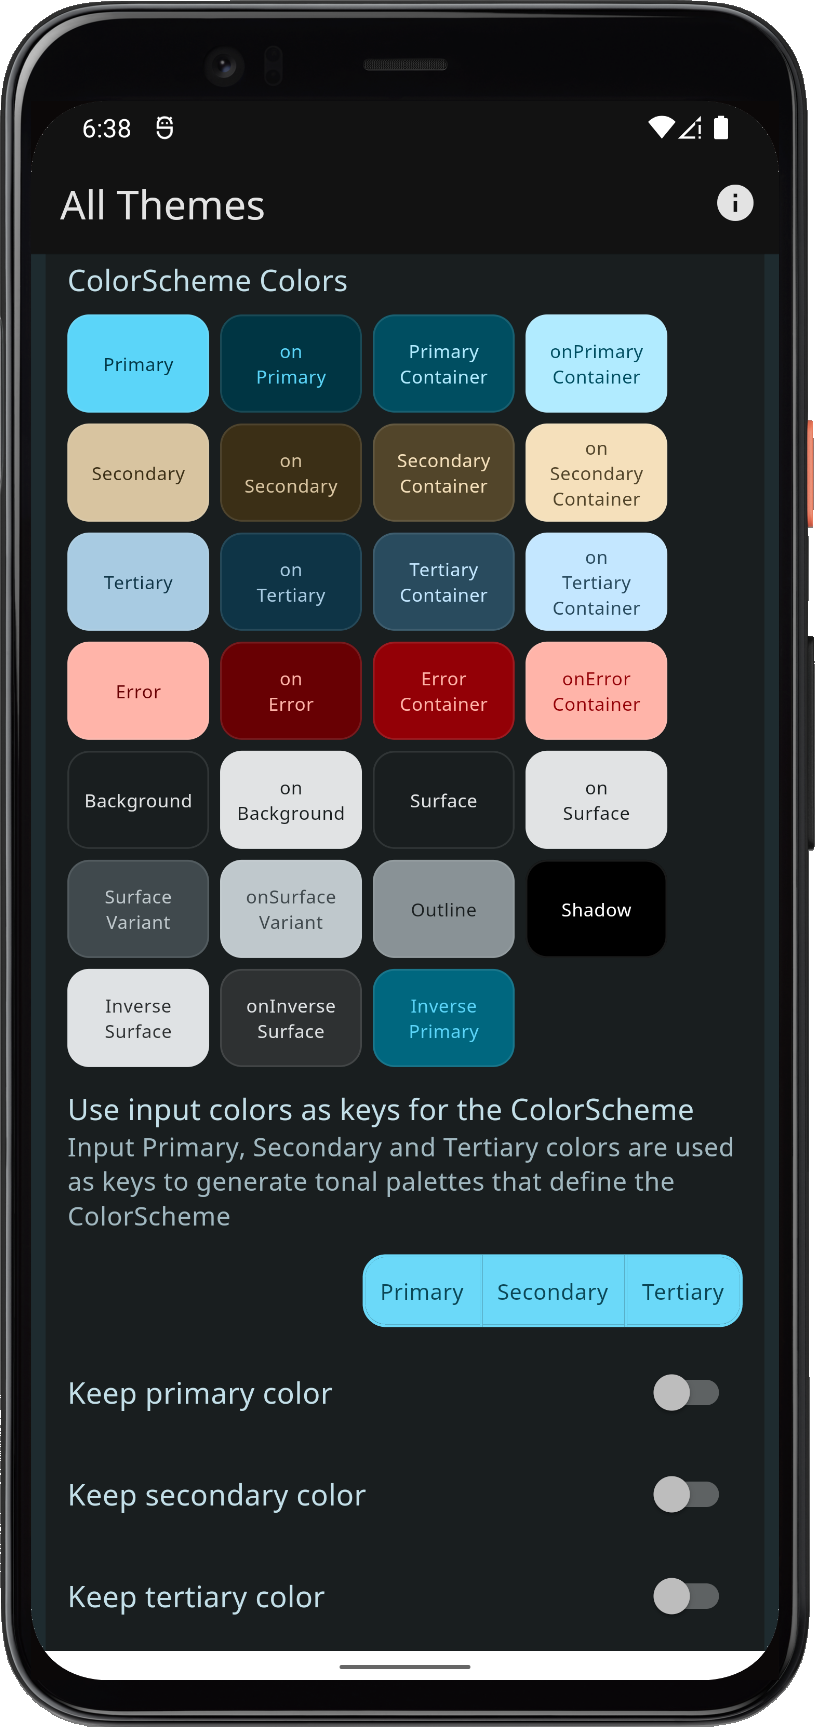 6:38
All Themes
ColorScheme Colors
Primary
on
Primary
Primary
Container
onPrimary
Container
Secondary
on
Secondary
Secondary
Container
on
Secondary
Container
Tertiary
on
Tertiary
Tertiary
Container
on
Tertiary
Container
Error
on
Error
Error
Container
onError
Container
Background
on
Background
Surface
on
Surface
Surface
Variant
onSurface
Variant
Outline
Shadow
Inverse
Surface
onInverse
Surface
Inverse
Primary
Use input colors as keys for the ColorScheme
Input Primary, Secondary and Tertiary colors are used
as keys to generate tonal palettes that define the
ColorScheme
Primary Secondary Tertiary
Keep primary color
Keep secondary color
Keep tertiary color